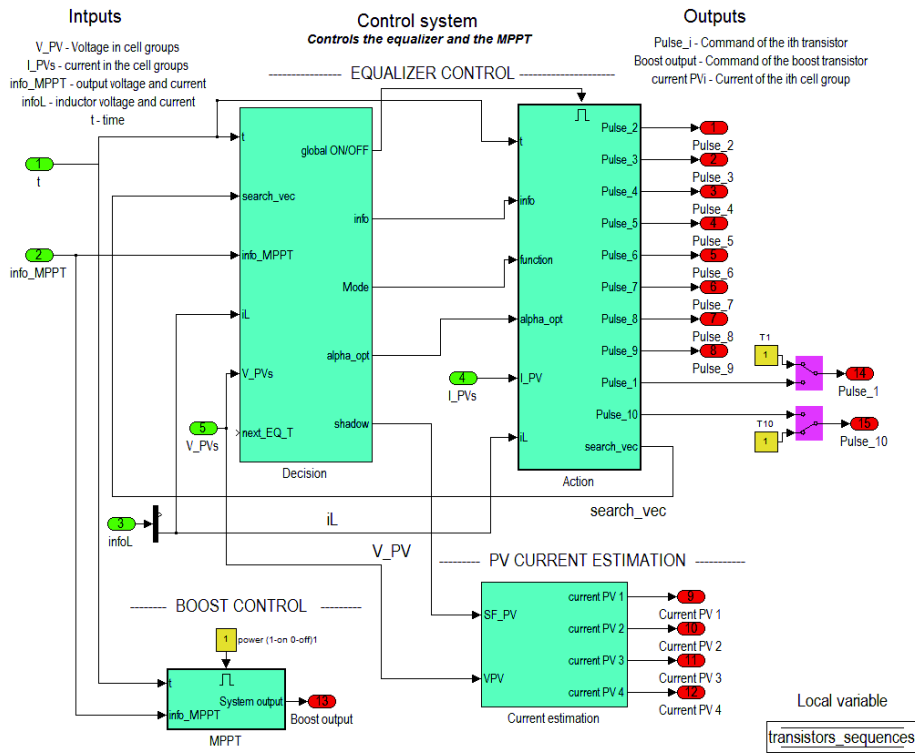 Intputs
Control system
Outputs
Controls the equalizer and the MPPT
V_PV - Voltage in cell groups
I_PVs - current in the cell groups
info_MPPT - output voltage and current
infoL - inductor voltage and current
t - time
Pulse_i - Command of the ith transistor
Boost output - Command of the boost transistor
current PVi - Current of the ith cell group
EQUALIZER CONTROL
1
t
2
info_MPPT
5
V_PVs
3
infoL
t
search_vec
info_MPPT
iL
V_PVs
next_EQ_T
global ON/OFF
info
Mode
alpha_opt
shadow
Decision
4
I_PVs
t
info
function
alpha_opt
I_PV
iL
Pulse_2
Pulse_3
Pulse_4
Pulse_5
Pulse_6
Pulse_7
Pulse_8
Pulse_9
Pulse_1
Pulse_10
search_vec
Action
1
Pulse_2
2
Pulse_3
3
Pulse_4
4
Pulse_5
5
Pulse_6
6
Pulse_7
7
Pulse_8
8
Pulse_9
T1
1
14
Pulse_1
T10
1
15
Pulse_10
search_vec
iL
V_PV
PV CURRENT ESTIMATION
SF_PV
VPV
current PV 1
current PV 2
current PV 3
current PV 4
Current estimation
9
Current PV 1
10
Current PV 2
11
Current PV 3
12
Current PV 4
BOOST CONTROL
1
power (1-on 0-off)1
t
info_MPPT
System output
MPPT
13
Boost output
Local variable
transistors_sequences